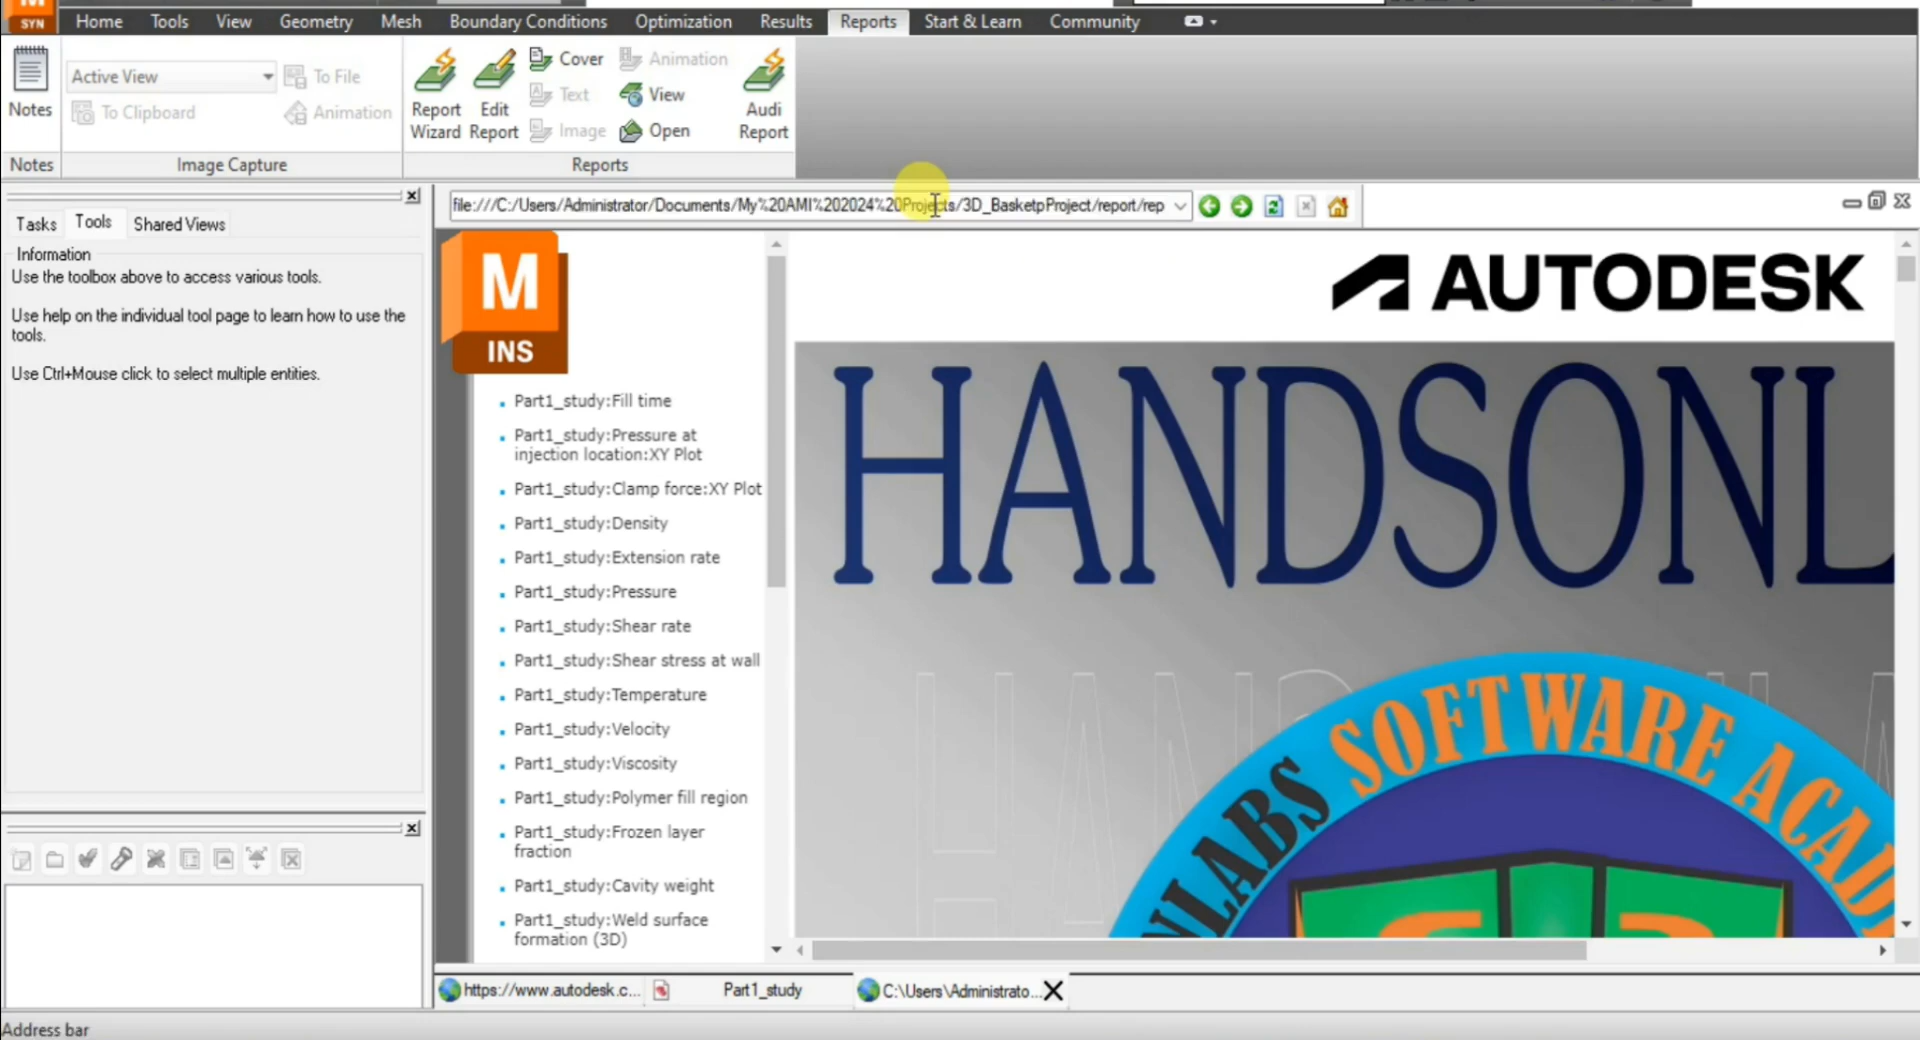 SYN
Home Tools View Geometry Mesh Boundary Conditions Optimization Results Reports Start & Learn Community
Notes
Active View
To File
To Clipboard
Animation
Report Wizard
Edit Report
Cover
Text
Image
Animation
View
Open
Audi Report
Notes Image Capture Reports
file:///C:/Users/Administrator/Documents/My%20AMI%202024%20Projects/3D_BasketpProject/report/rep
Tasks Tools Shared Views
Information
Use the toolbox above to access various tools.
Use help on the individual tool page to learn how to use the
tools.
Use Ctrl+Mouse click to select multiple entities.
M
INS
Part1_study:Fill time
Part1_study:Pressure at
injection location:XY Plot
Part1_study:Clamp force:XY Plot
Part1_study:Density
Part1_study:Extension rate
Part1_study:Pressure
Part1_study:Shear rate
Part1_study:Shear stress at wall
Part1_study:Temperature
Part1_study:Velocity
Part1_study:Viscosity
Part1_study:Polymer fill region
Part1_study:Frozen layer
fraction
Part1_study:Cavity weight
Part1_study:Weld surface
formation (3D)
AUTODESK
HANDSONL
NLABS SOFTWARE ACAD
https://www.autodesk.c... Part1_study C:\Users\Administrato...
Address bar